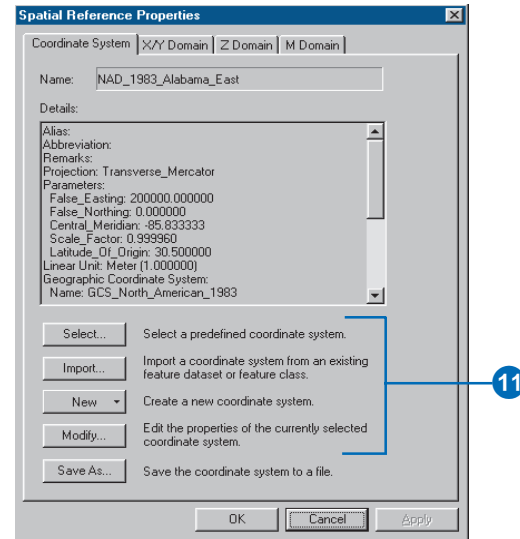 Spatial Reference Properties
Coordinate System X/Y Domain Z Domain M Domain
Name: NAD_1983_Alabama_East
Details:
Alias:
Abbreviation:
Remarks:
Projection: Transverse_Mercator
Parameters:
False_Easting: 200000.000000
False_Northing: 0.000000
Central_Meridian: -85.833333
Scale_Factor: 0.999960
Latitude_Of_Origin: 30.500000
Linear Unit: Meter (1.000000)
Geographic Coordinate System:
Name: GCS_North_American_1983
Select... Select a predefined coordinate system.
Import... Import a coordinate system from an existing
feature dataset or feature class.
New Create a new coordinate system.
Modify... Edit the properties of the currently selected
coordinate system.
Save As... Save the coordinate system to a file.
11
OK Cancel Apply